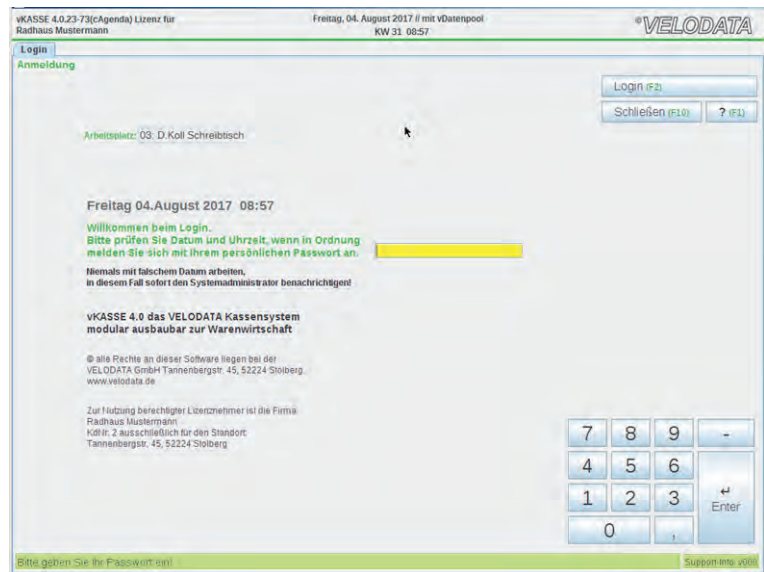 vKASSE 4.0.23-73(cAgenda) Lizenz für
Radhaus Mustermann
Freitag, 04. August 2017 // mit vDatenpool
KW 31 08:57
©VELODATA
Login
Anmeldung
Login (F2)
Schließen (F10)
? (F1)
Arbeitsplatz: 03: D.Koll Schreibtisch
Freitag 04.August 2017 08:57
Willkommen beim Login.
Bitte prüfen Sie Datum und Uhrzeit, wenn in Ordnung
melden Sie sich mit Ihrem persönlichen Passwort an.
Niemals mit falschem Datum arbeiten,
in diesem Fall sofort den Systemadministrator benachrichtigen!
vKASSE 4.0 das VELODATA Kassensystem
modular ausbaubar zur Warenwirtschaft
© alle Rechte an dieser Software liegen bei der
VELODATA GmbH Tannenbergstr. 45, 52224 Stolberg.
www.velodata.de
Zur Nutzung berechtigter Lizenznehmer ist die Firma:
Radhaus Mustermann
KdNr. 2 ausschließlich für den Standort:
Tannenbergstr. 45, 52224 Stolberg
7 8 9 -
4 5 6
1 2 3 ↵ Enter
0 ,
Bitte geben Sie Ihr Passwort ein!
Support-Info v000